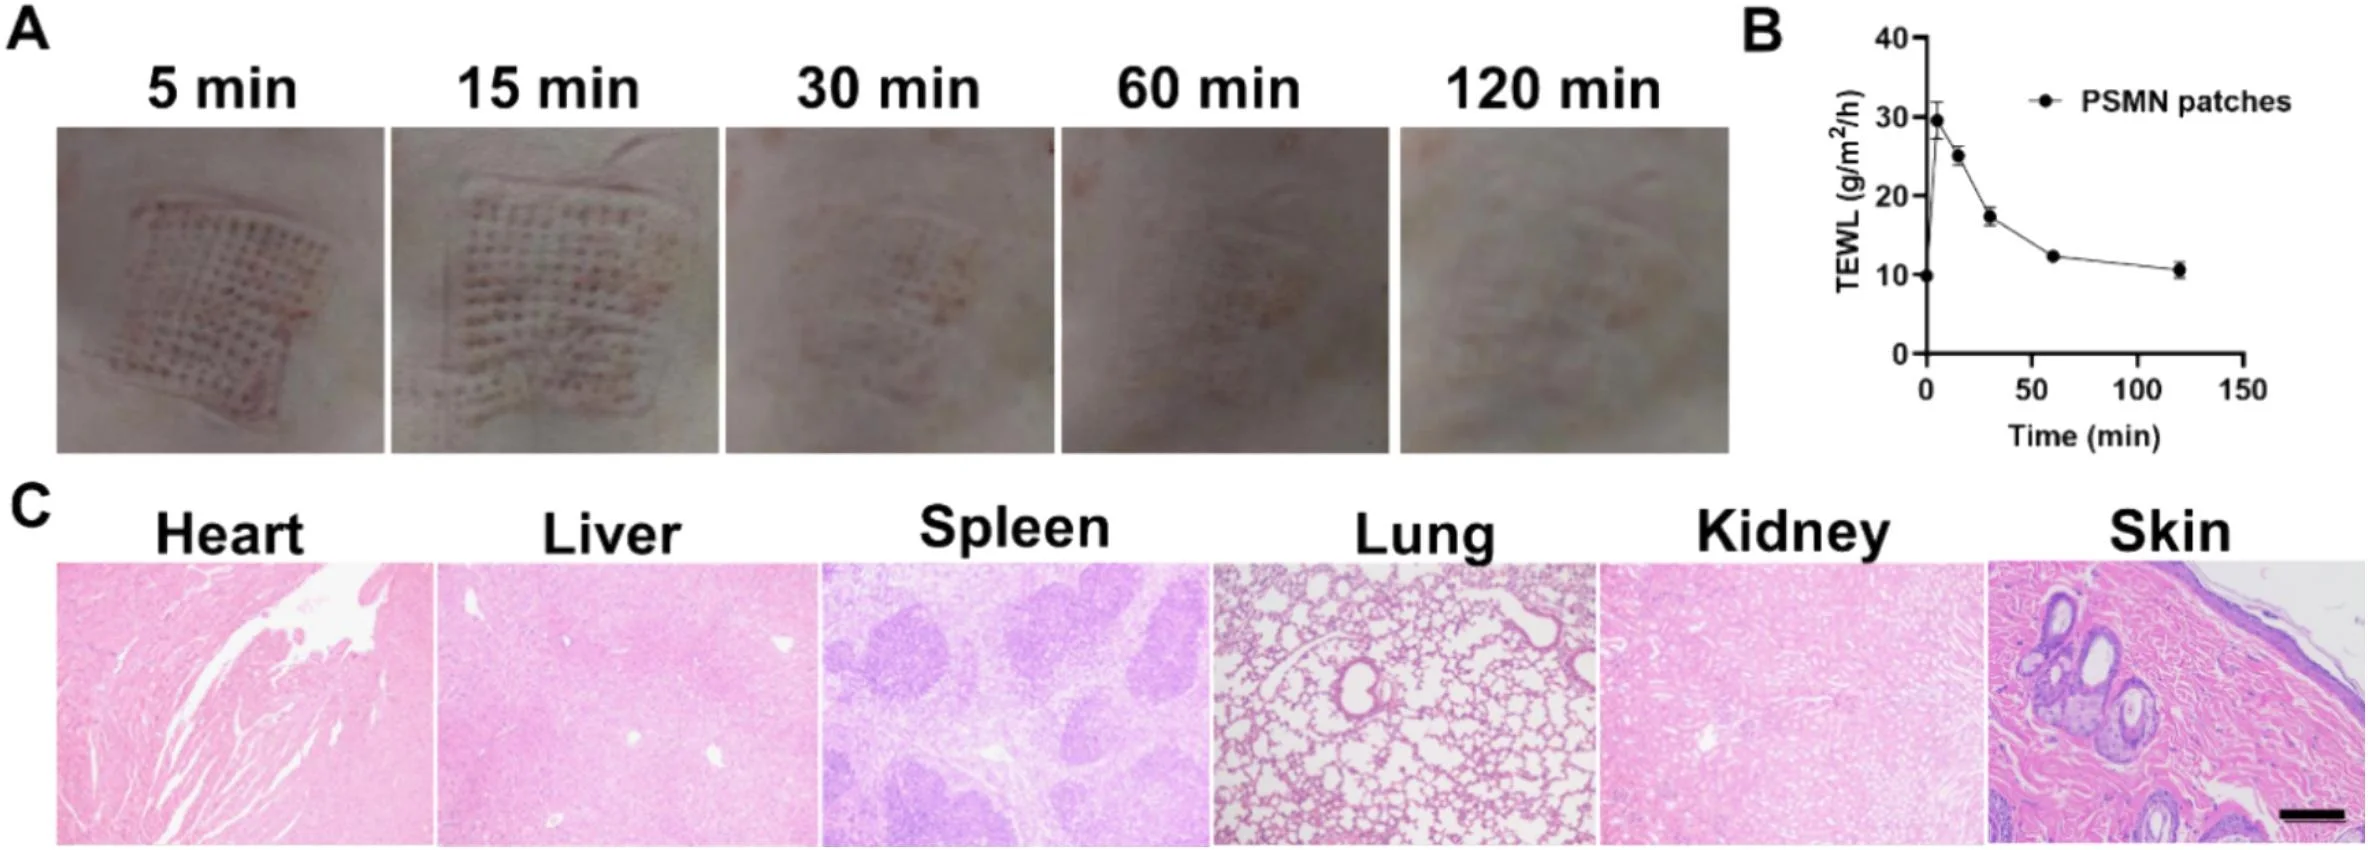 A
5 min
15 min
30 min
60 min
120 min
B
40
30
20
10
0
TEWL (g/m²/h)
PSMN patches
0
50
100
150
Time (min)
C
Heart
Liver
Spleen
Lung
Kidney
Skin